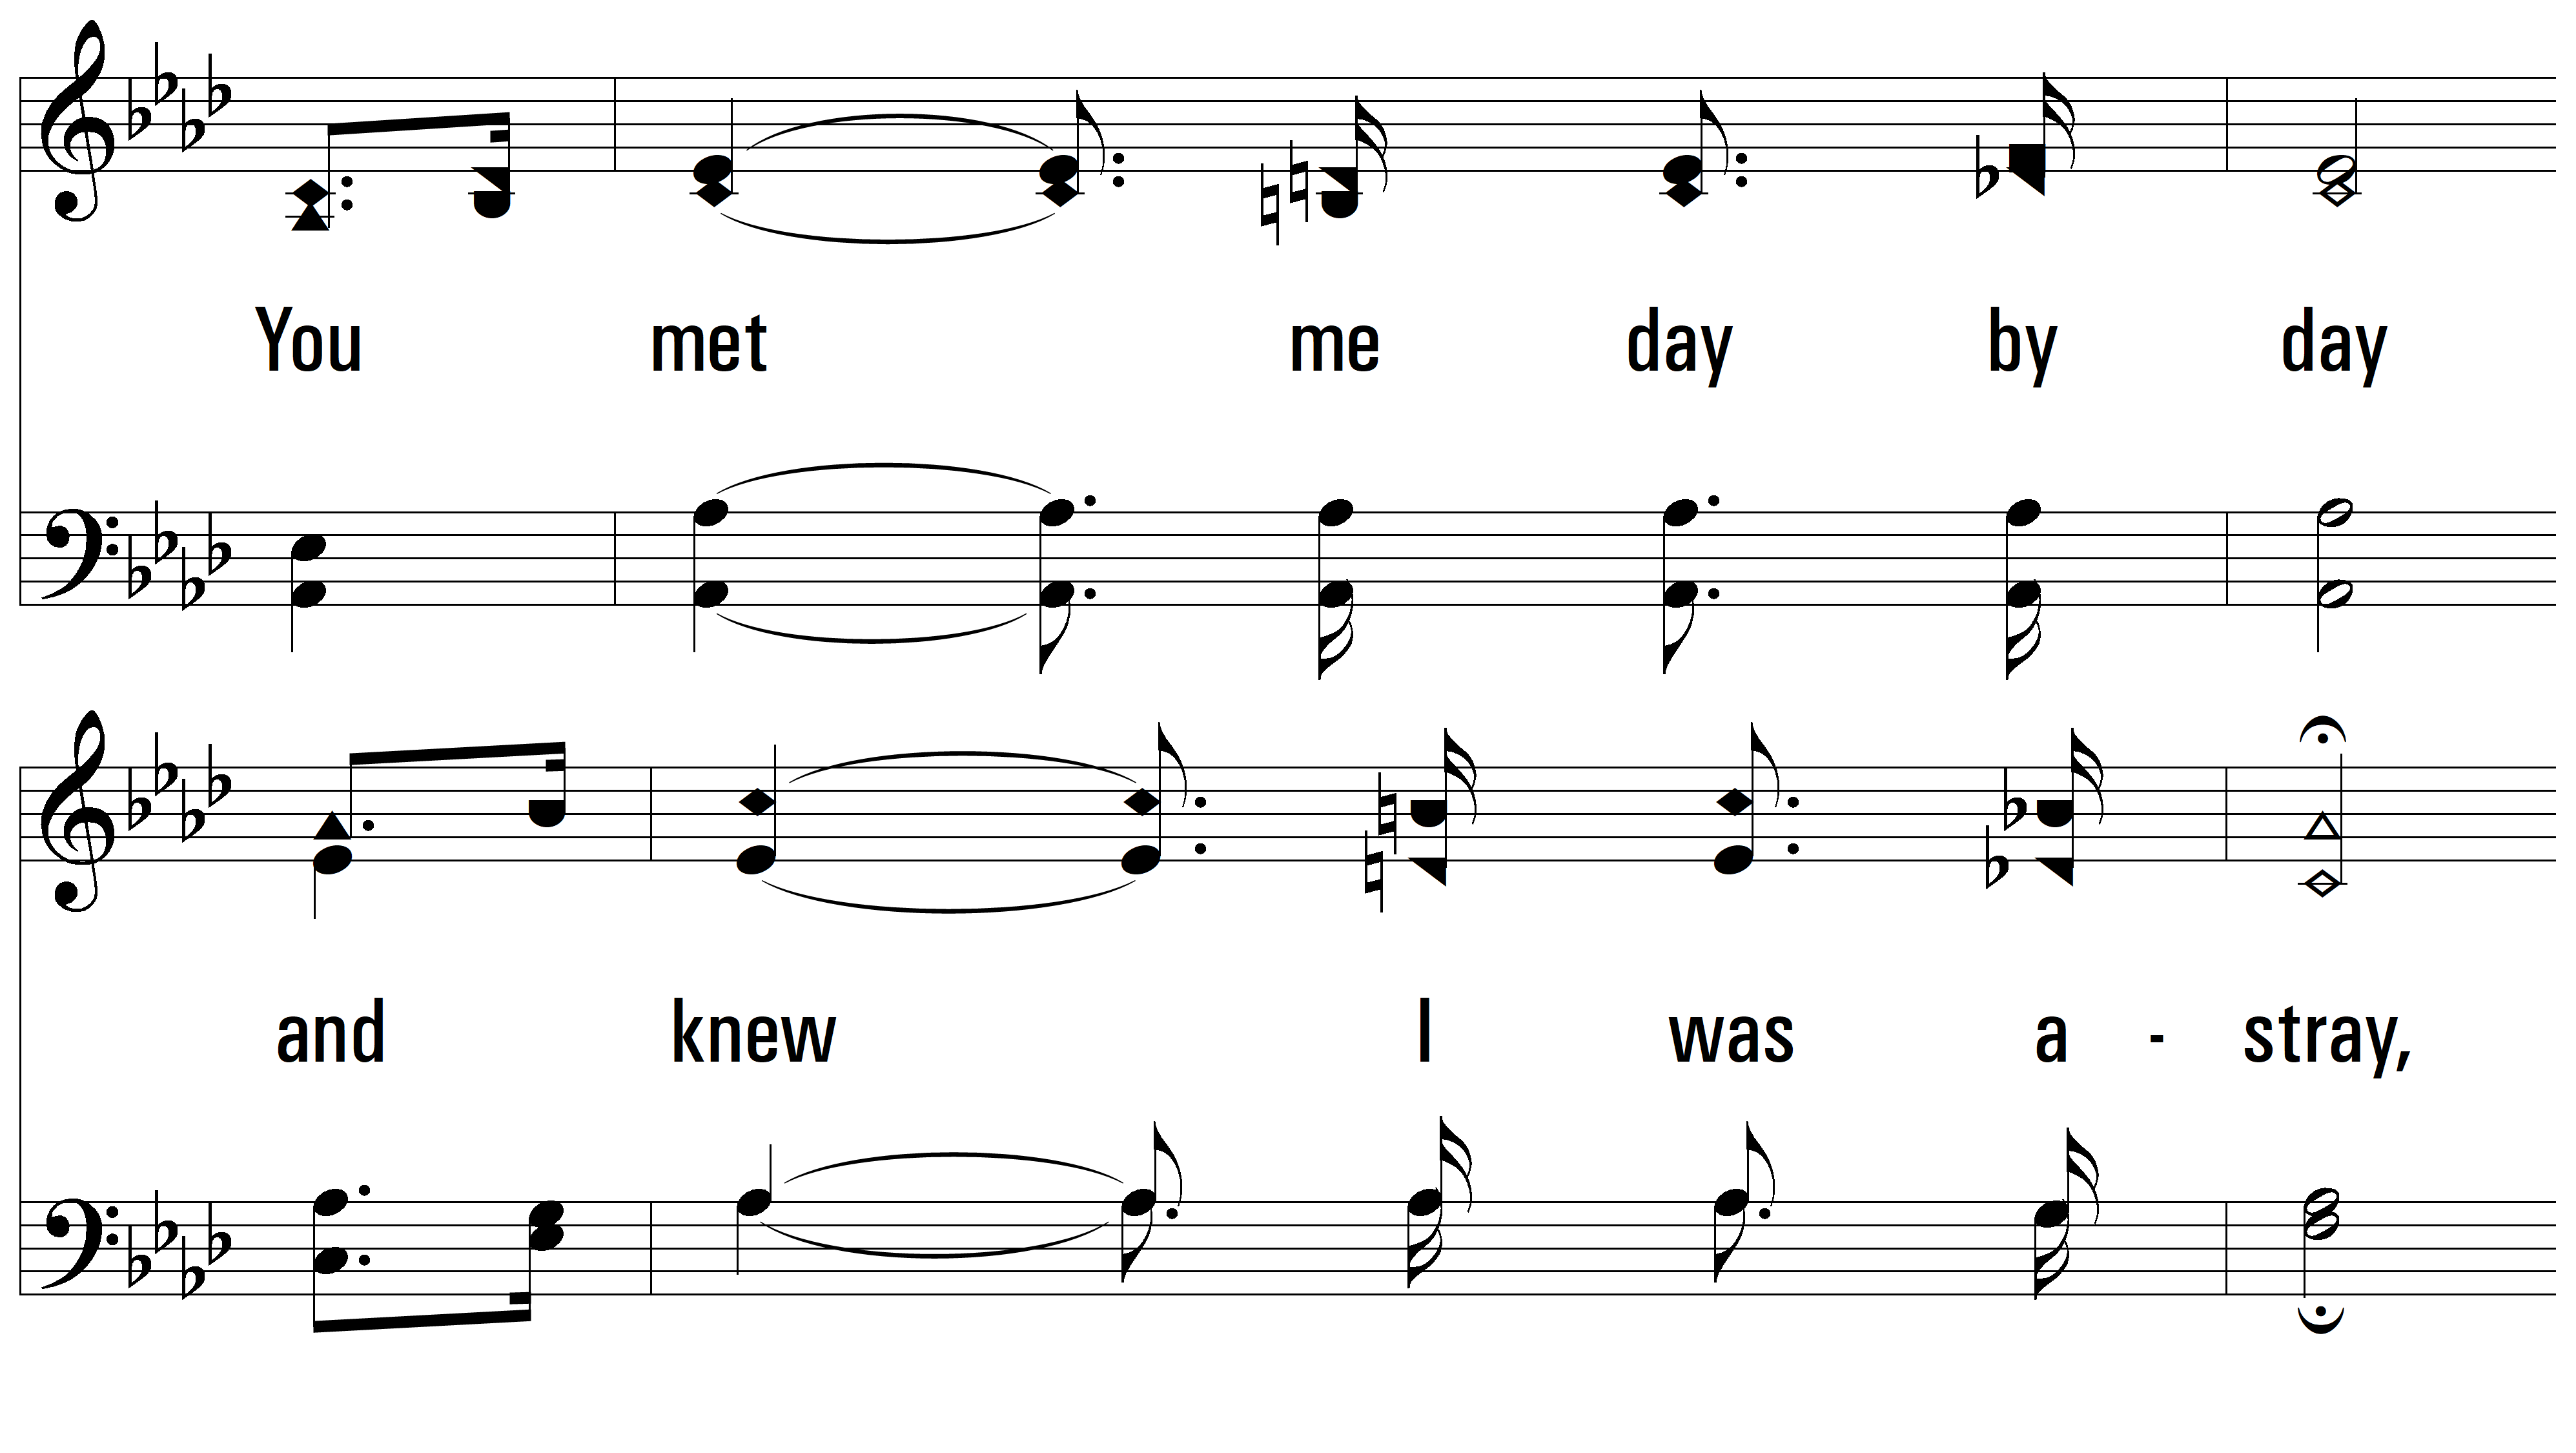 You met me day by day
and knew I was a - stray,